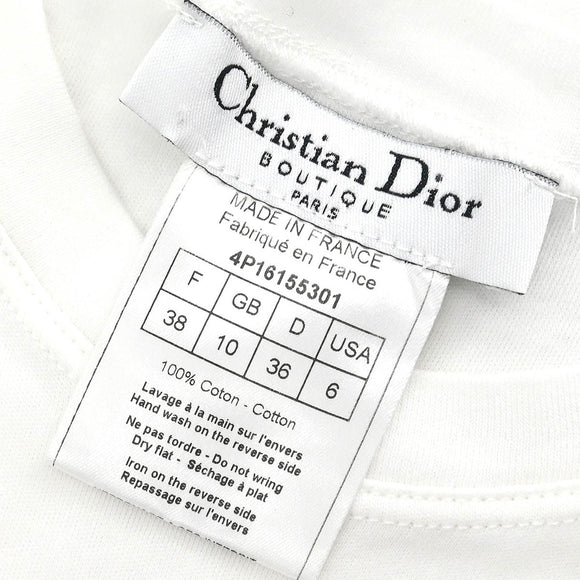 Christian Dior
BOUTIQUE
PARIS
MADE IN FRANCE
Fabriqué en France
4P16155301
F GB D USA
38 10 36 6
100% Coton - Cotton
Lavage à la main sur l'envers
Hand wash on the reverse side
Ne pas tordre - Do not wring
Dry flat - Séchage à plat
Iron on the reverse side
Repassage sur l'envers